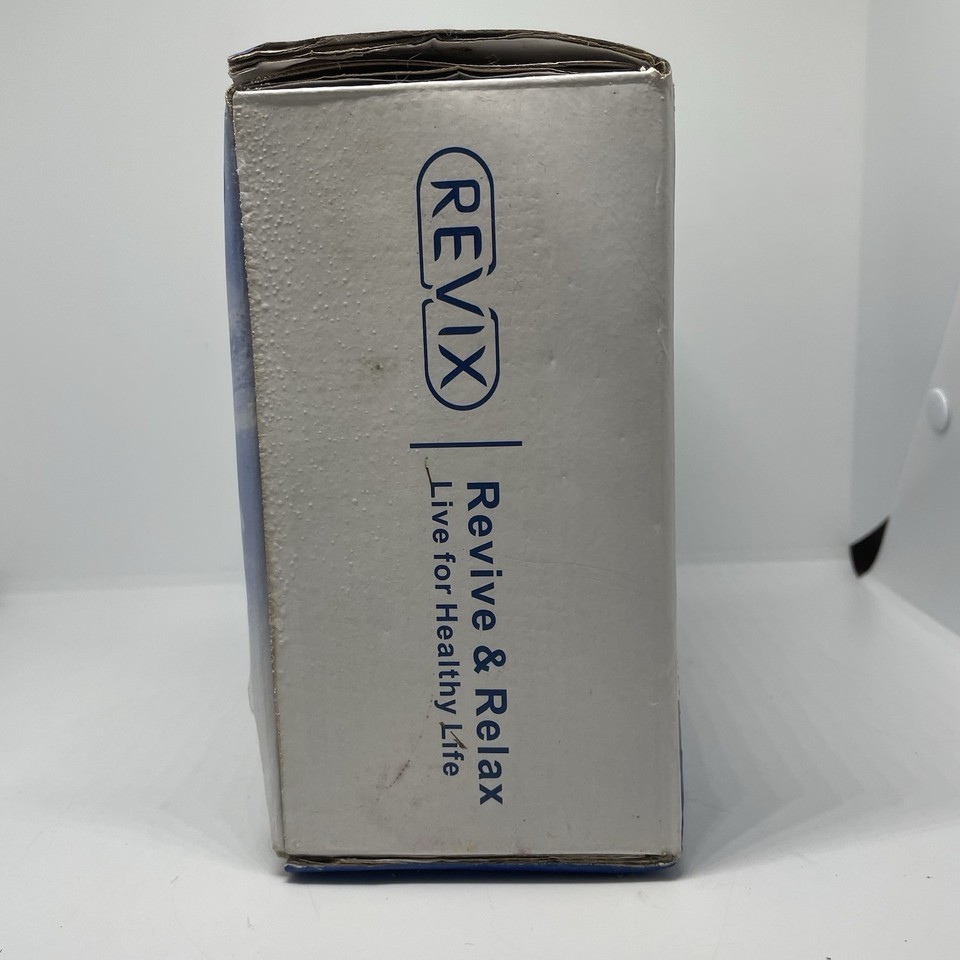 REVIX
Revive & Relax
Live for Healthy Life